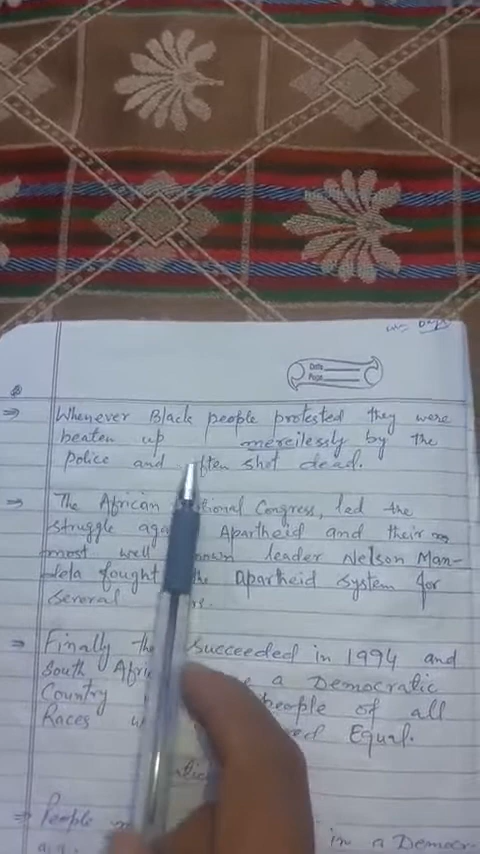 Date
Page
⇒ Whenever Black people protested they were
beaten up mercilessly by the
police and often shot dead.
⇒ The African National Congress, led the
struggle against Apartheid and their
most well known leader Nelson Man-
dela fought the Apartheid system for
several
⇒ Finally they succeeded in 1994 and
South Africa a Democratic
Country people of all
Races Equal.
⇒ People in a Democr-